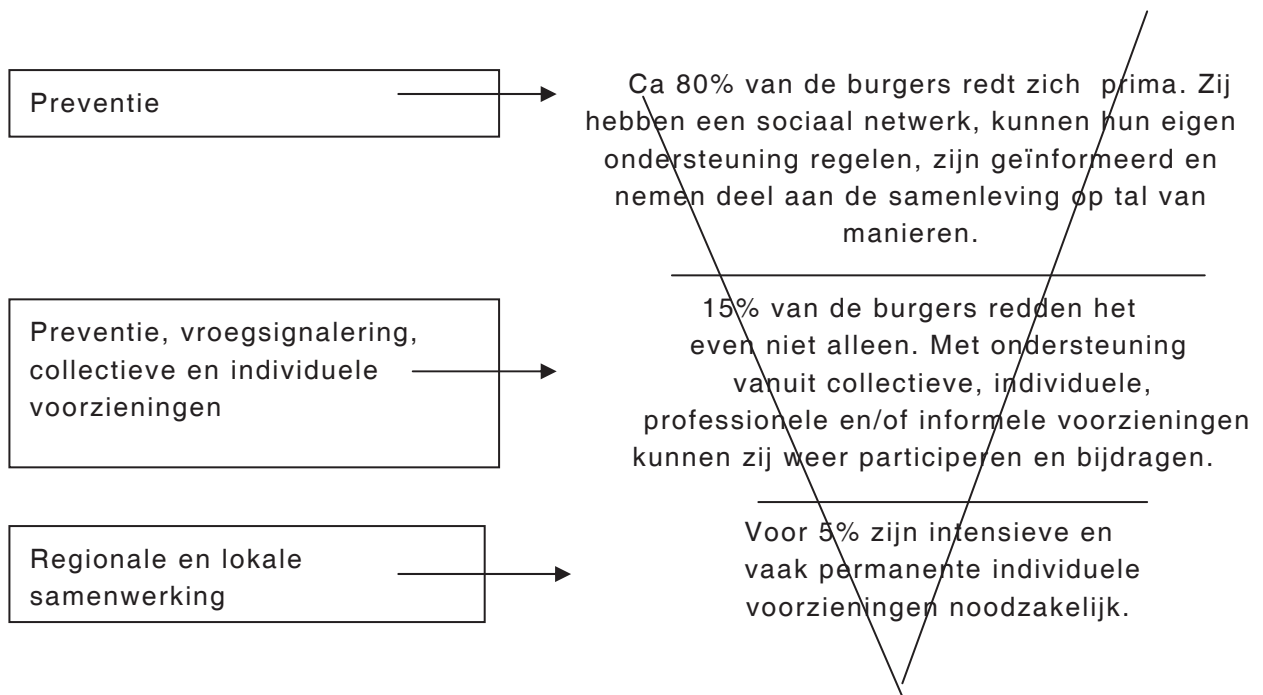 Preventie
Ca 80% van de burgers redt zich  prima. Zij
hebben een sociaal netwerk, kunnen hun eigen
ondersteuning regelen, zijn geïnformeerd en
nemen deel aan de samenleving op tal van
manieren.
Preventie, vroegsignalering,
collectieve en individuele
voorzieningen
15% van de burgers redden het
even niet alleen. Met ondersteuning
vanuit collectieve, individuele,
professionele en/of informele voorzieningen
kunnen zij weer participeren en bijdragen.
Regionale en lokale
samenwerking
Voor 5% zijn intensieve en
vaak permanente individuele
voorzieningen noodzakelijk.